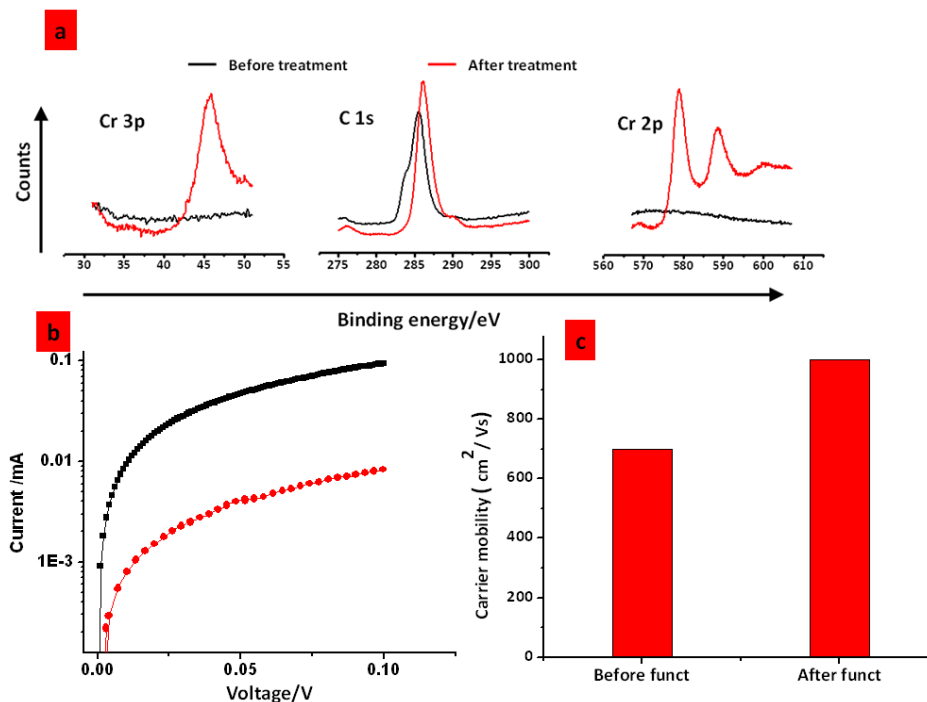 a
Before treatment
After treatment
Cr 3p
C 1s
Cr 2p
Counts
30 35 40 45 50 55
275 280 285 290 295 300
560 570 580 590 600 610
Binding energy/eV
b
0.1
0.01
1E-3
Current /mA
0.00 0.05 0.10
Voltage/V
c
1000
800
600
400
200
0
Carrier mobility ( cm2 / Vs)
Before funct
After funct